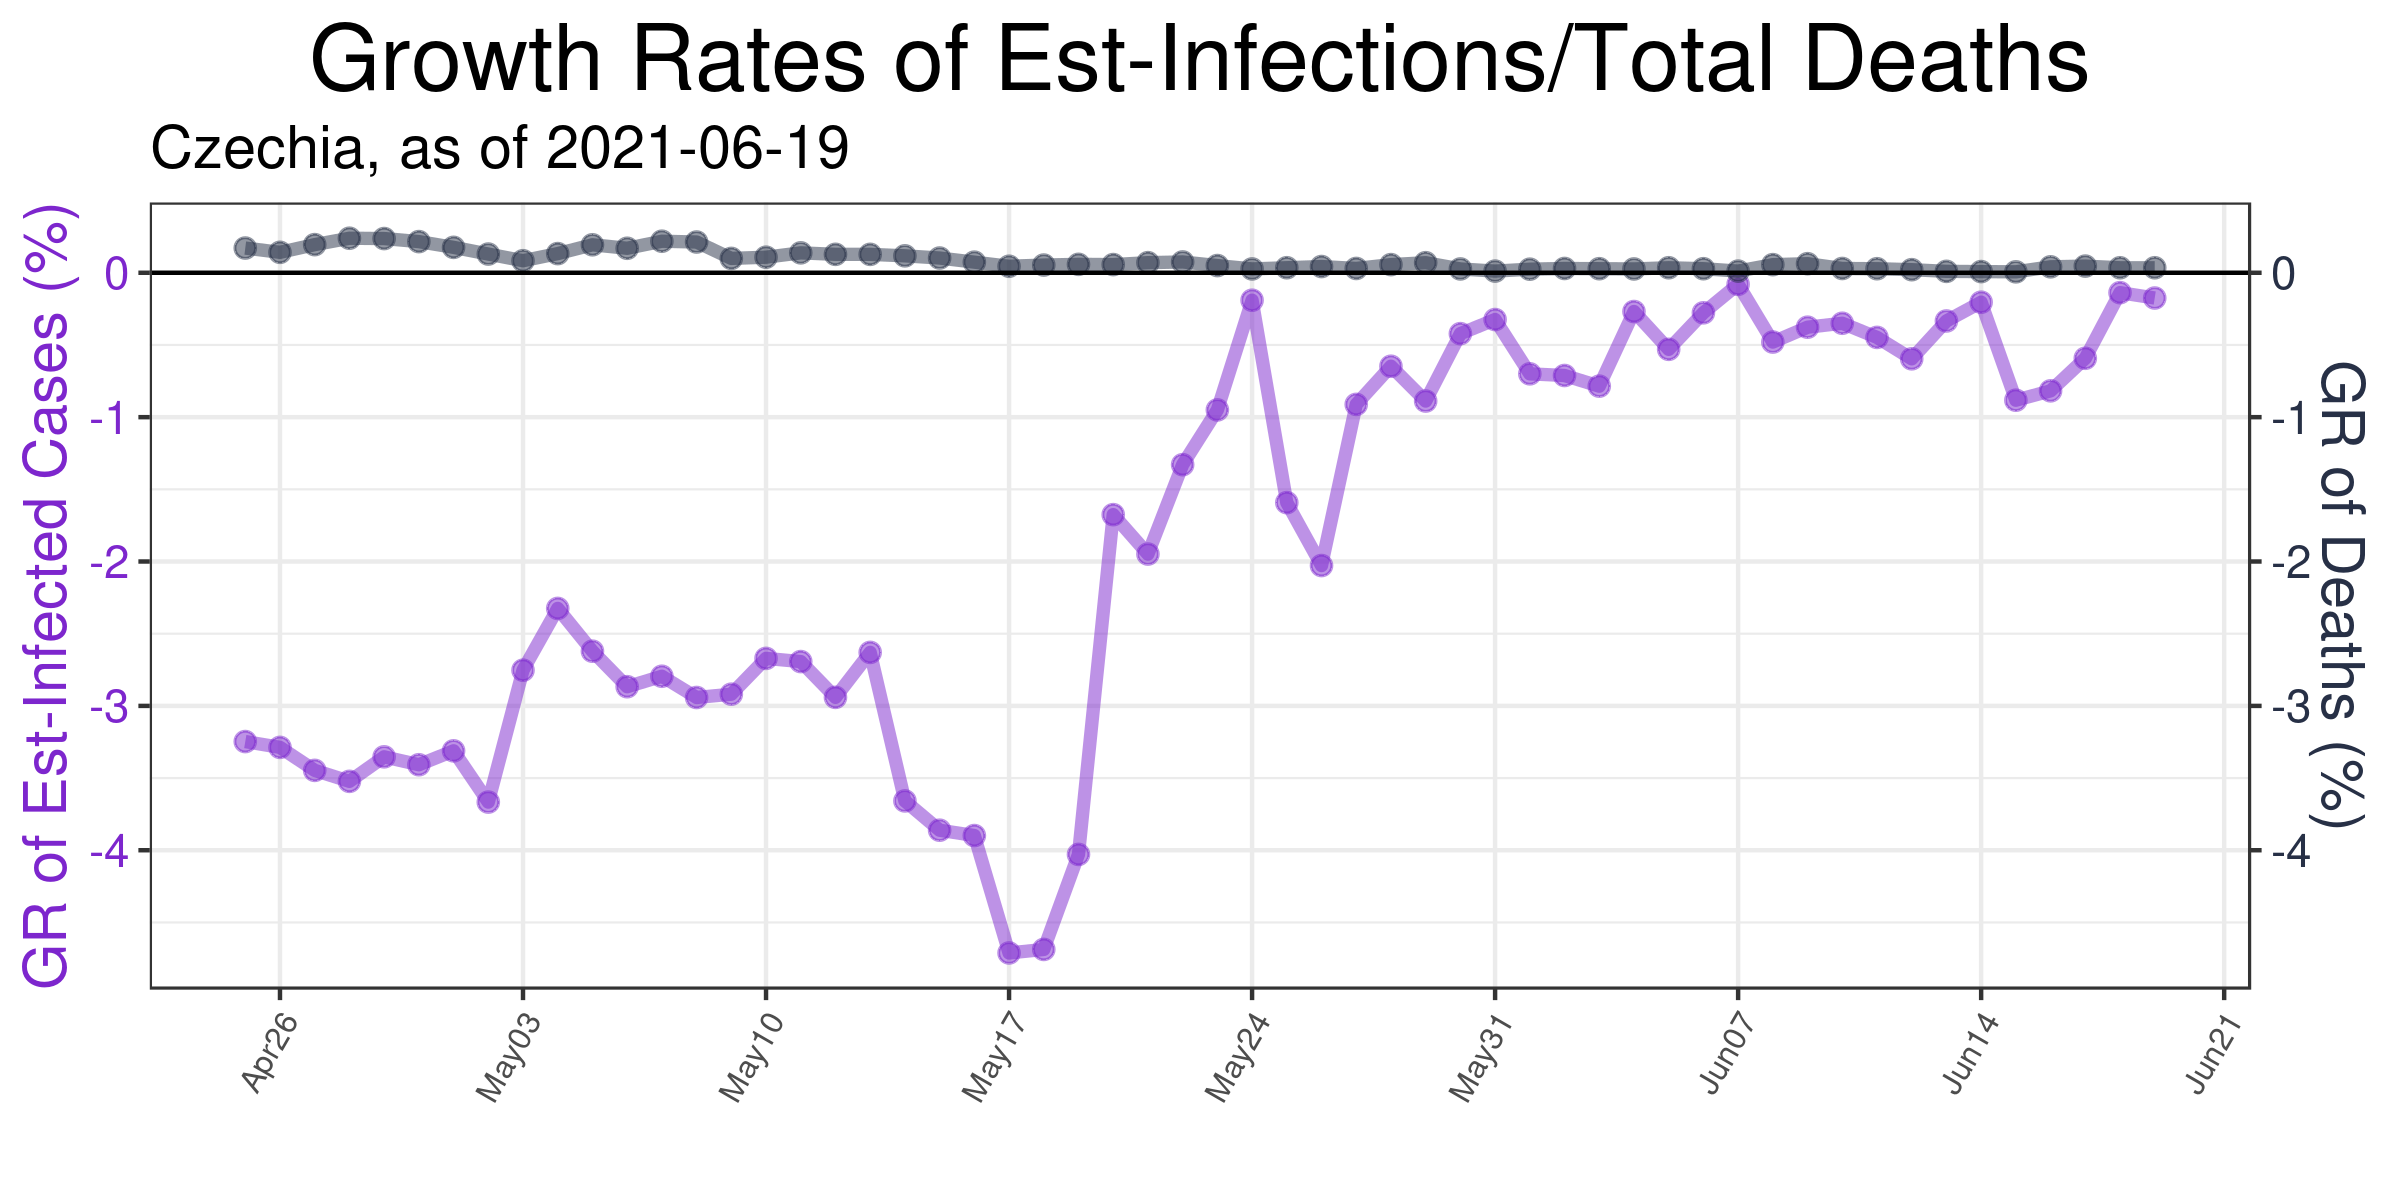 Growth Rates of Est-Infections/Total Deaths
Czechia, as of 2021-06-19
GR of Est-Infected Cases (%)
0
-1
-2
-3
-4
0
-1
-2
-3
-4
GR of Deaths (%)
Apr26
May03
May10
May17
May24
May31
Jun07
Jun14
Jun21